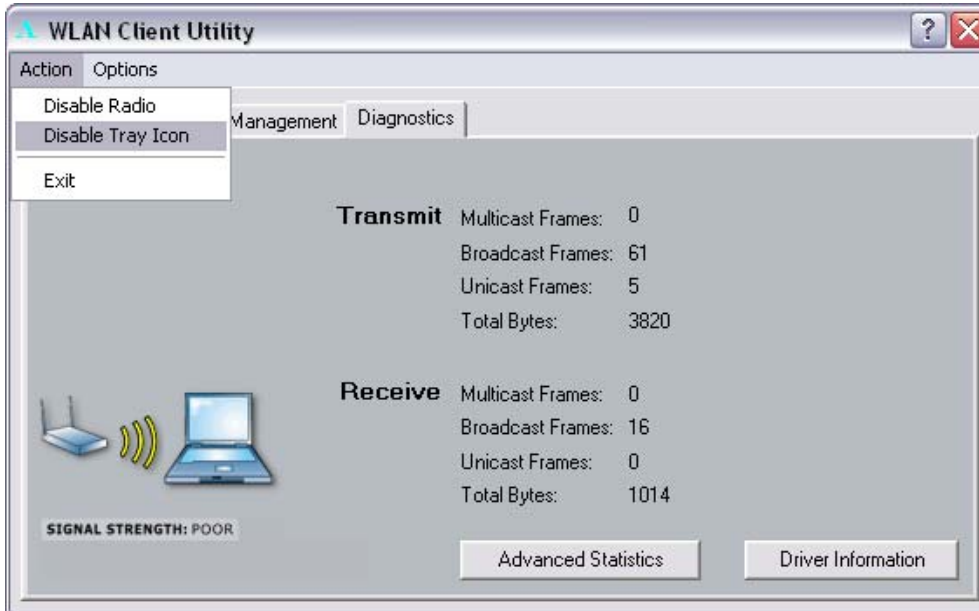 WLAN Client Utility
Action Options
Disable Radio
Disable Tray Icon
Exit
Management Diagnostics
Transmit
Multicast Frames: 0
Broadcast Frames: 61
Unicast Frames: 5
Total Bytes: 3820
Receive
Multicast Frames: 0
Broadcast Frames: 16
Unicast Frames: 0
Total Bytes: 1014
SIGNAL STRENGTH: POOR
Advanced Statistics Driver Information